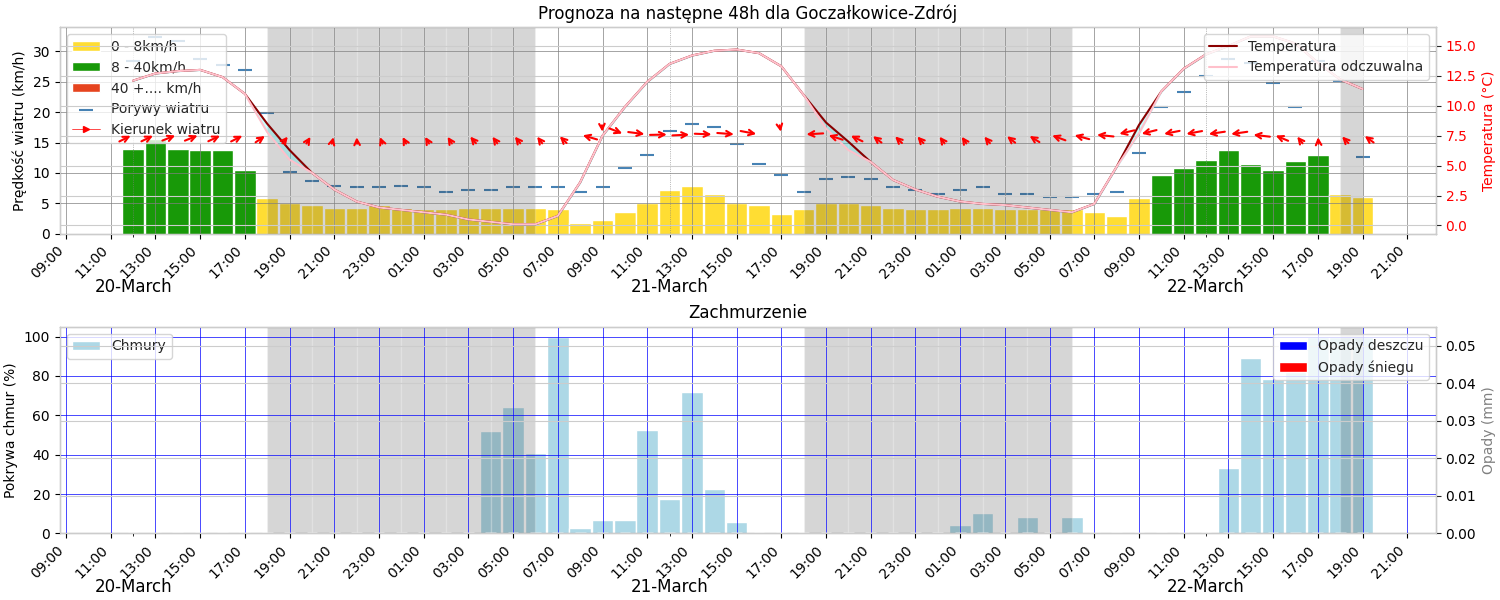 Prognoza na następne 48h dla Goczałkowice-Zdrój
Prędkość wiatru (km/h)
30
25
20
15
10
5
0
0 - 8km/h
8 - 40km/h
40 +.... km/h
Porywy wiatru
Kierunek wiatru
Temperatura
Temperatura odczuwalna
15.0
12.5
10.0
7.5
5.0
2.5
0.0
Temperatura (°C)
09:00 11:00 13:00 15:00 17:00 19:00 21:00 23:00 01:00 03:00 05:00 07:00 09:00 11:00 13:00 15:00 17:00 19:00 21:00 23:00 01:00 03:00 05:00 07:00 09:00 11:00 13:00 15:00 17:00 19:00 21:00
20-March 21-March 22-March
Zachmurzenie
Pokrywa chmur (%)
100
80
60
40
20
0
Chmury
Opady deszczu
Opady śniegu
0.05
0.04
0.03
0.02
0.01
0.00
Opady (mm)
09:00 11:00 13:00 15:00 17:00 19:00 21:00 23:00 01:00 03:00 05:00 07:00 09:00 11:00 13:00 15:00 17:00 19:00 21:00 23:00 01:00 03:00 05:00 07:00 09:00 11:00 13:00 15:00 17:00 19:00 21:00
20-March 21-March 22-March